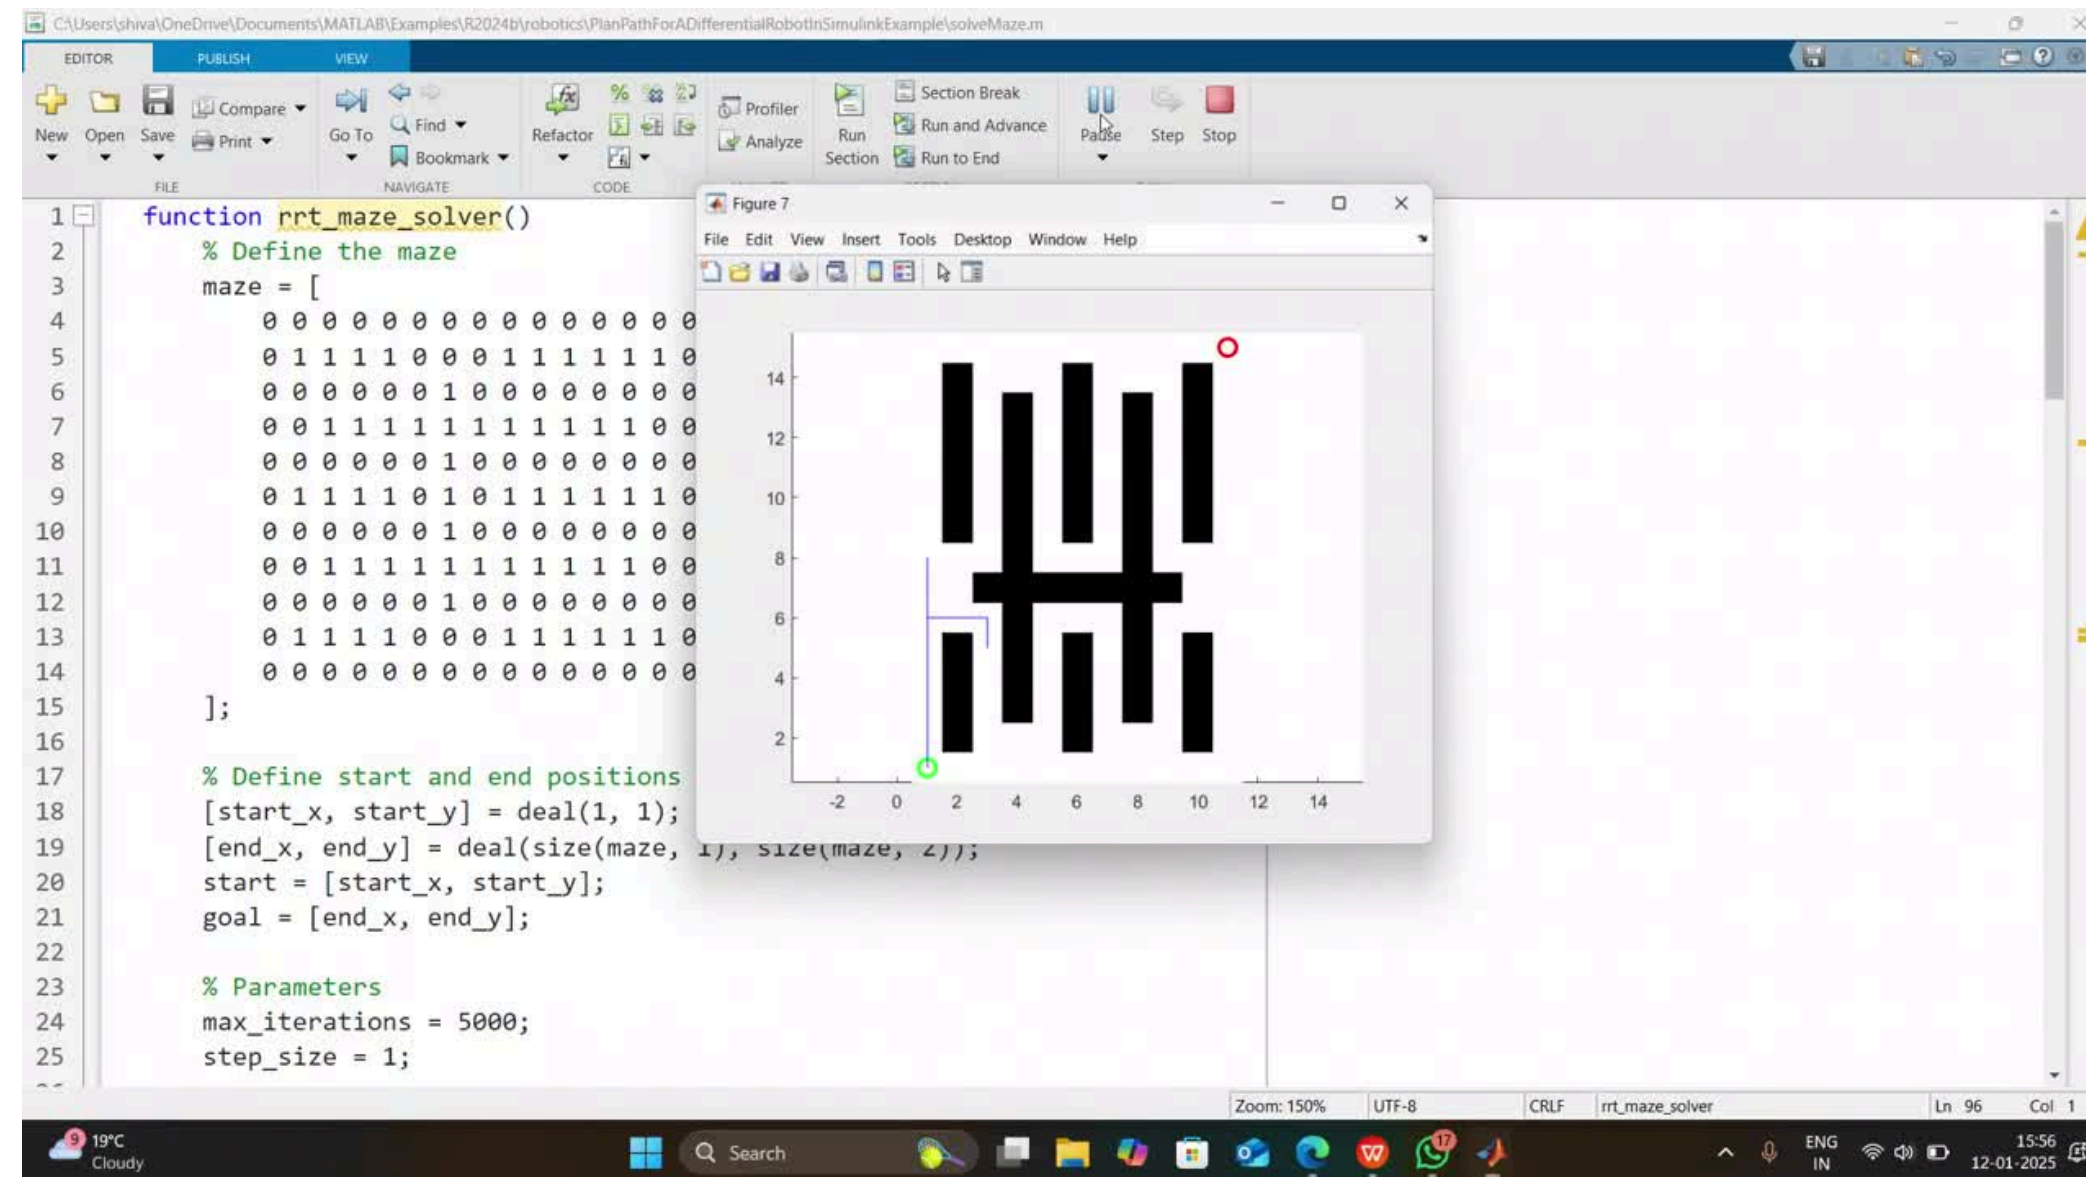 C:\Users\shiva\OneDrive\Documents\MATLAB\Examples\R2024b\robotics\PlanPathForADifferentialRobotInSimulinkExample\solveMaze.m
EDITOR PUBLISH VIEW
New Open Save Compare Print Go To Find Bookmark Refactor Profiler Analyze Run Section Section Break Run and Advance Run to End Pause Step Stop
FILE NAVIGATE CODE
1 function rrt_maze_solver()
2 % Define the maze
3 maze = [
4 0 0 0 0 0 0 0 0 0 0 0 0 0 0 0
5 0 1 1 1 1 0 0 0 1 1 1 1 1 1 0
6 0 0 0 0 0 0 1 0 0 0 0 0 0 0 0
7 0 0 1 1 1 1 1 1 1 1 1 1 1 0 0
8 0 0 0 0 0 0 1 0 0 0 0 0 0 0 0
9 0 1 1 1 1 0 1 0 1 1 1 1 1 1 0
10 0 0 0 0 0 0 1 0 0 0 0 0 0 0 0
11 0 0 1 1 1 1 1 1 1 1 1 1 1 0 0
12 0 0 0 0 0 0 1 0 0 0 0 0 0 0 0
13 0 1 1 1 1 0 0 0 1 1 1 1 1 1 0
14 0 0 0 0 0 0 0 0 0 0 0 0 0 0 0
15 ];
16
17 % Define start and end positions
18 [start_x, start_y] = deal(1, 1);
19 [end_x, end_y] = deal(size(maze, 1), size(maze, 2));
20 start = [start_x, start_y];
21 goal = [end_x, end_y];
22
23 % Parameters
24 max_iterations = 5000;
25 step_size = 1;
Figure 7
File Edit View Insert Tools Desktop Window Help
14
12
10
8
6
4
2
-2 0 2 4 6 8 10 12 14
Zoom: 150% UTF-8 CRLF rrt_maze_solver Ln 96 Col 1
9 19°C
Cloudy
Search
17
ENG
IN
15:56
12-01-2025